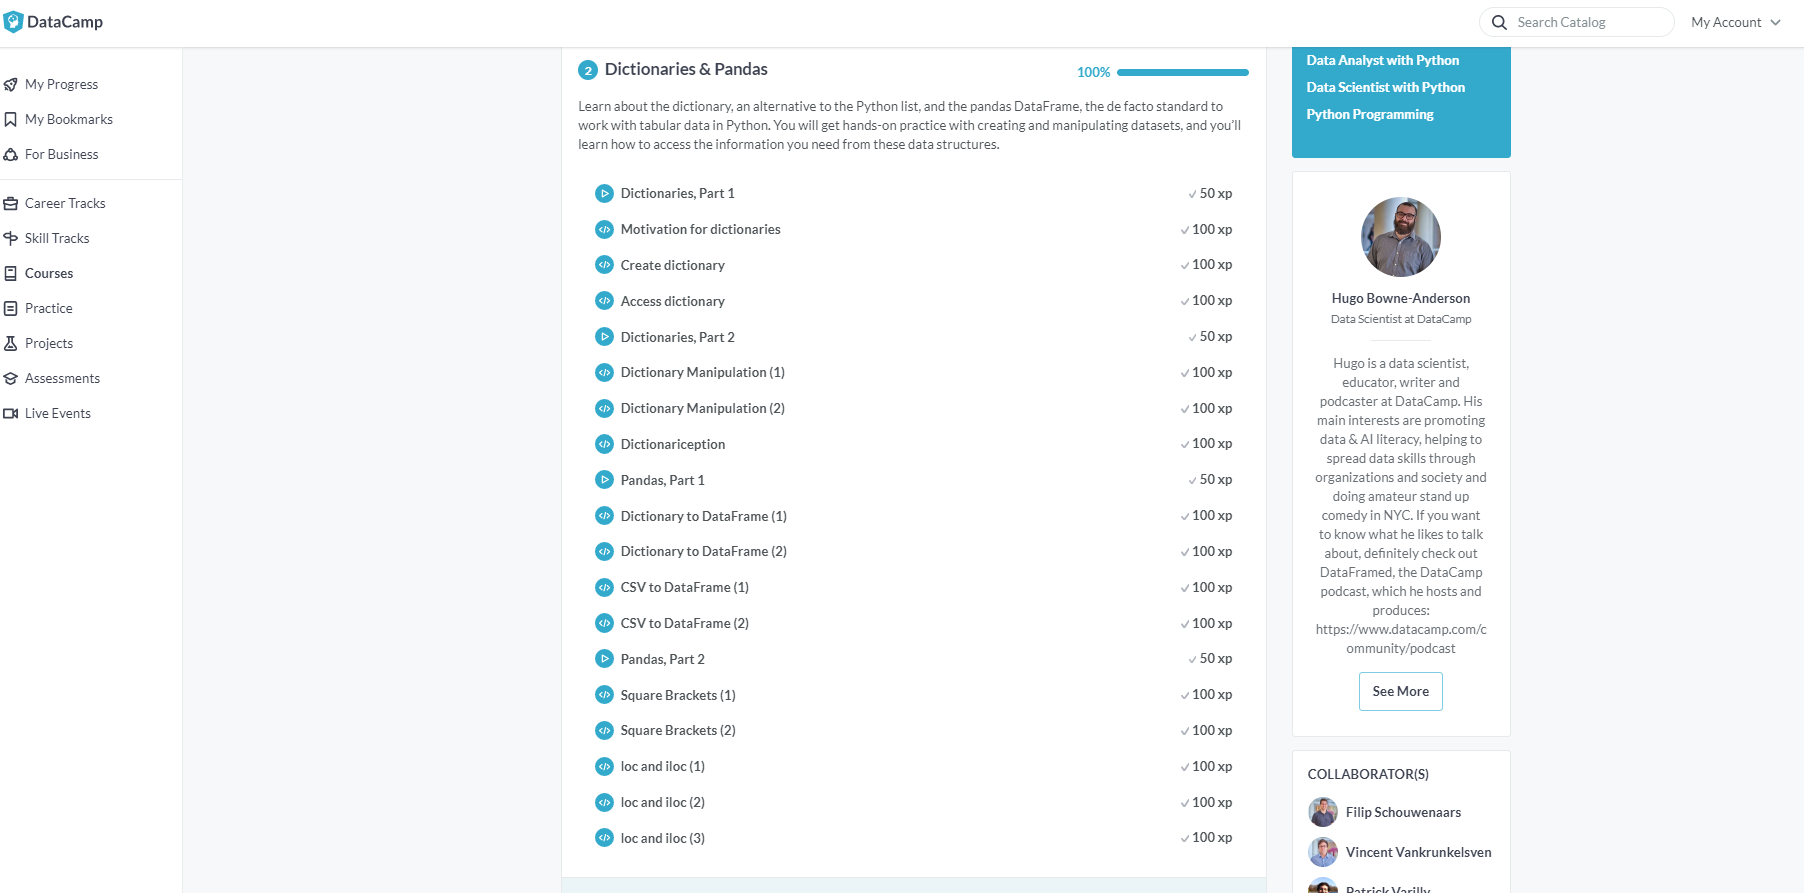 DataCamp
Search Catalog
My Account
My Progress
My Bookmarks
For Business
Career Tracks
Skill Tracks
Courses
Practice
Projects
Assessments
Live Events
2 Dictionaries & Pandas
100%
Learn about the dictionary, an alternative to the Python list, and the pandas DataFrame, the de facto standard to
work with tabular data in Python. You will get hands-on practice with creating and manipulating datasets, and you'll
learn how to access the information you need from these data structures.
Dictionaries, Part 1 50 xp
Motivation for dictionaries 100 xp
Create dictionary 100 xp
Access dictionary 100 xp
Dictionaries, Part 2 50 xp
Dictionary Manipulation (1) 100 xp
Dictionary Manipulation (2) 100 xp
Dictionariception 100 xp
Pandas, Part 1 50 xp
Dictionary to DataFrame (1) 100 xp
Dictionary to DataFrame (2) 100 xp
CSV to DataFrame (1) 100 xp
CSV to DataFrame (2) 100 xp
Pandas, Part 2 50 xp
Square Brackets (1) 100 xp
Square Brackets (2) 100 xp
loc and iloc (1) 100 xp
loc and iloc (2) 100 xp
loc and iloc (3) 100 xp
Data Analyst with Python
Data Scientist with Python
Python Programming
Hugo Bowne-Anderson
Data Scientist at DataCamp
Hugo is a data scientist,
educator, writer and
podcaster at DataCamp. His
main interests are promoting
data & AI literacy, helping to
spread data skills through
organizations and society and
doing amateur stand up
comedy in NYC. If you want
to know what he likes to talk
about, definitely check out
DataFramed, the DataCamp
podcast, which he hosts and
produces:
https://www.datacamp.com/c
ommunity/podcast
See More
COLLABORATOR(S)
Filip Schouwenaars
Vincent Vankrunkelsven
Patrick Varilly